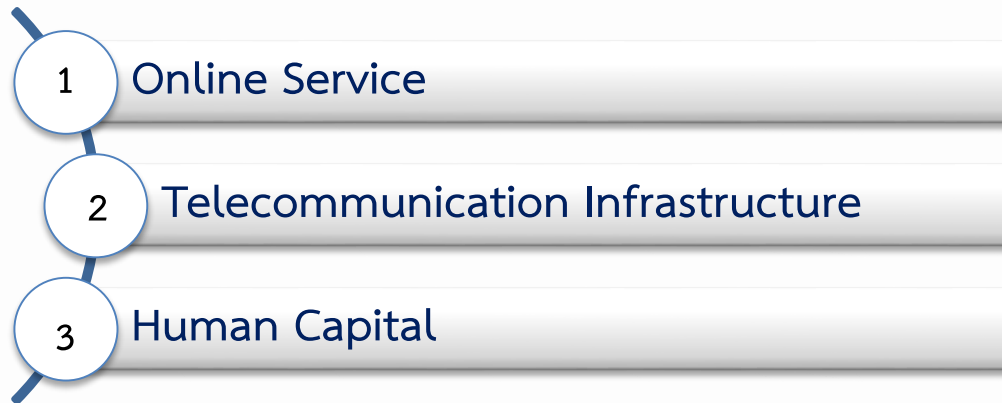 1 Online Service
2 Telecommunication Infrastructure
3 Human Capital